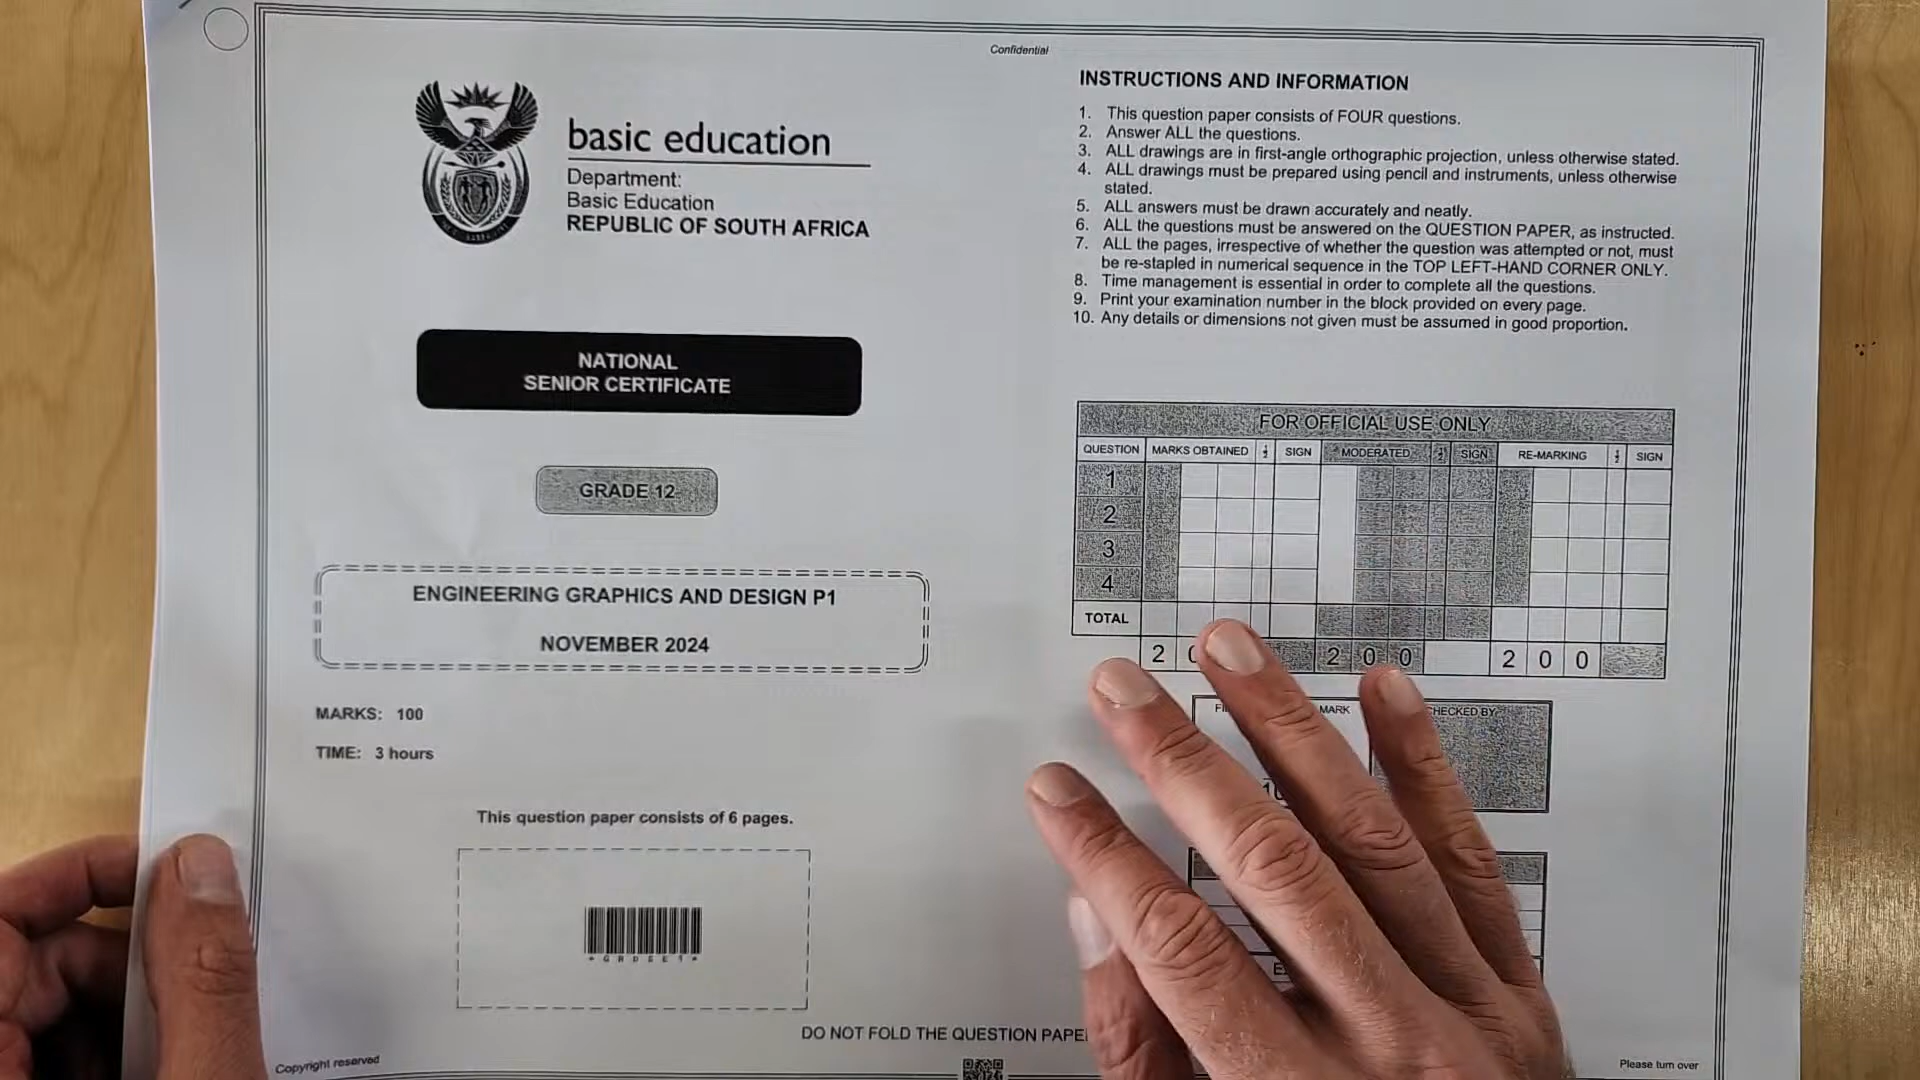 Confidential
basic education
Department:
Basic Education
REPUBLIC OF SOUTH AFRICA
NATIONAL
SENIOR CERTIFICATE
GRADE 12
ENGINEERING GRAPHICS AND DESIGN P1
NOVEMBER 2024
MARKS: 100
TIME: 3 hours
This question paper consists of 6 pages.
INSTRUCTIONS AND INFORMATION
1. This question paper consists of FOUR questions.
2. Answer ALL the questions.
3. ALL drawings are in first-angle orthographic projection, unless otherwise stated.
4. ALL drawings must be prepared using pencil and instruments, unless otherwise
stated.
5. ALL answers must be drawn accurately and neatly.
6. ALL the questions must be answered on the QUESTION PAPER, as instructed.
7. ALL the pages, irrespective of whether the question was attempted or not, must
be re-stapled in numerical sequence in the TOP LEFT-HAND CORNER ONLY.
8. Time management is essential in order to complete all the questions.
9. Print your examination number in the block provided on every page.
10. Any details or dimensions not given must be assumed in good proportion.
FOR OFFICIAL USE ONLY
QUESTION MARKS OBTAINED ½ SIGN MODERATED ½ SIGN RE-MARKING ½ SIGN
1
2
3
4
TOTAL
2 0 2 0 0 2 0 0
MARK
CHECKED BY
DO NOT FOLD THE QUESTION
Copyright reserved
Please turn over